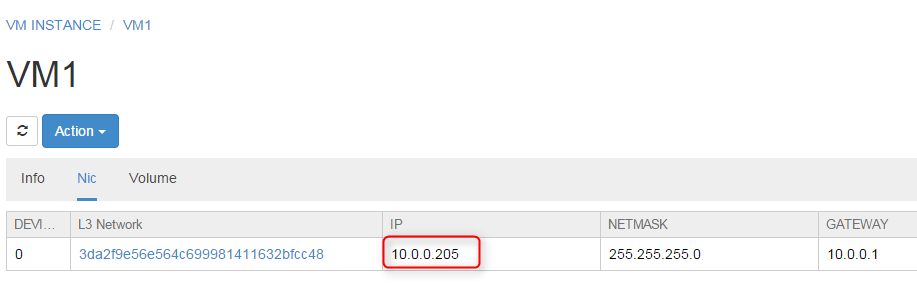 VM INSTANCE / VM1
VM1
Action
Info Nic Volume
DEVI... L3 Network IP NETMASK GATEWAY
0 3da2f9e56e564c699981411632bfcc48 10.0.0.205 255.255.255.0 10.0.0.1